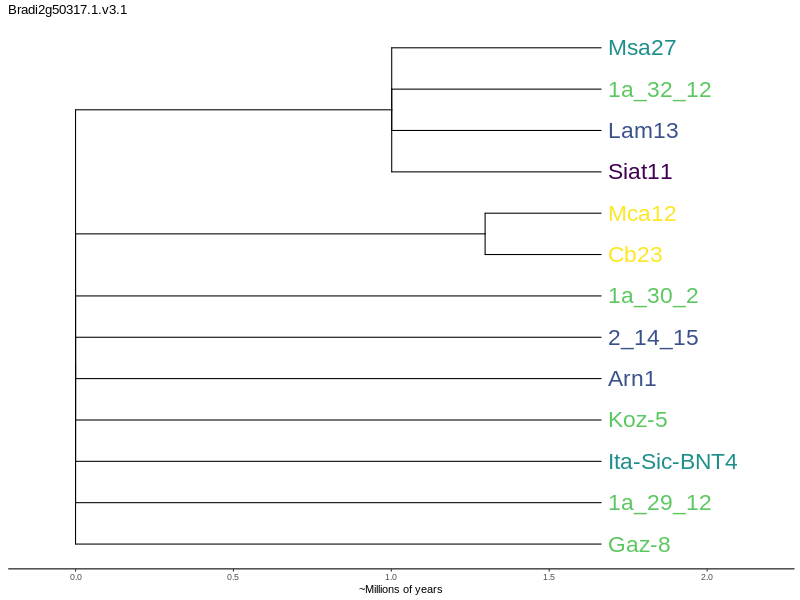 Bradi2g50317.1.v3.1
Msa27
1a_32_12
Lam13
Siat11
Mca12
Cb23
1a_30_2
2_14_15
Arn1
Koz-5
Ita-Sic-BNT4
1a_29_12
Gaz-8
0.0 0.5 1.0 1.5 2.0
~Millions of years